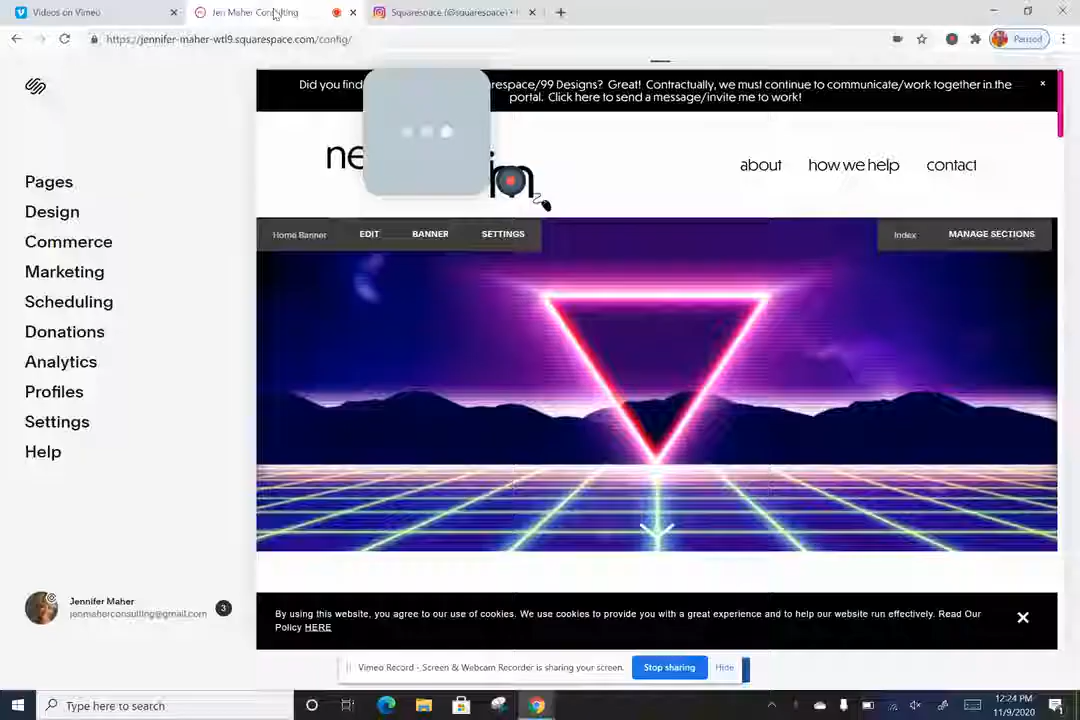 Videos on Vimeo
Jen Maher Consulting
Squarespace (@squarespace) •
https://jennifer-maher-wtl9.squarespace.com/config/
Paused
Did you find
respace/99 Designs? Great! Contractually, we must continue to communicate/work together in the
portal. Click here to send a message/invite me to work!
ne
im
about
how we help
contact
Home Banner
EDIT
BANNER
SETTINGS
Index
MANAGE SECTIONS
Pages
Design
Commerce
Marketing
Scheduling
Donations
Analytics
Profiles
Settings
Help
Jennifer Maher
jenmaherconsulting@gmail.com
3
By using this website, you agree to our use of cookies. We use cookies to provide you with a great experience and to help our website run effectively. Read Our
Policy HERE
Vimeo Record - Screen & Webcam Recorder is sharing your screen.
Stop sharing
Hide
Type here to search
12:24 PM
11/9/2020